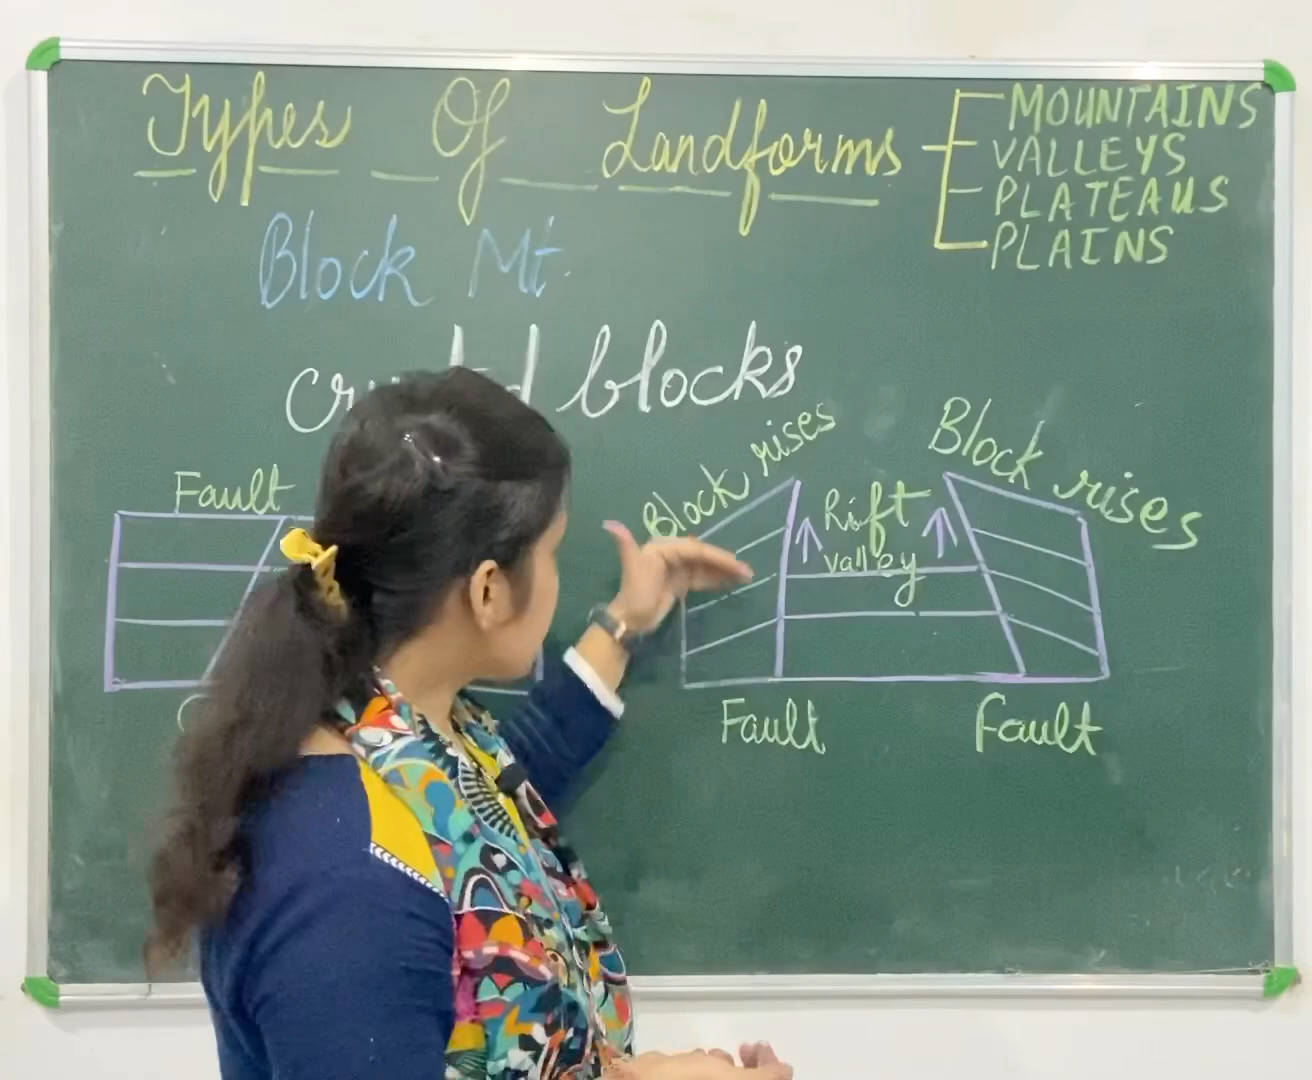 Types Of Landforms
MOUNTAINS
VALLEYS
PLATEAUS
PLAINS
Block Mt.
blocks
Fault
Block rises
Rift
valley
Block rises
Fault
Fault